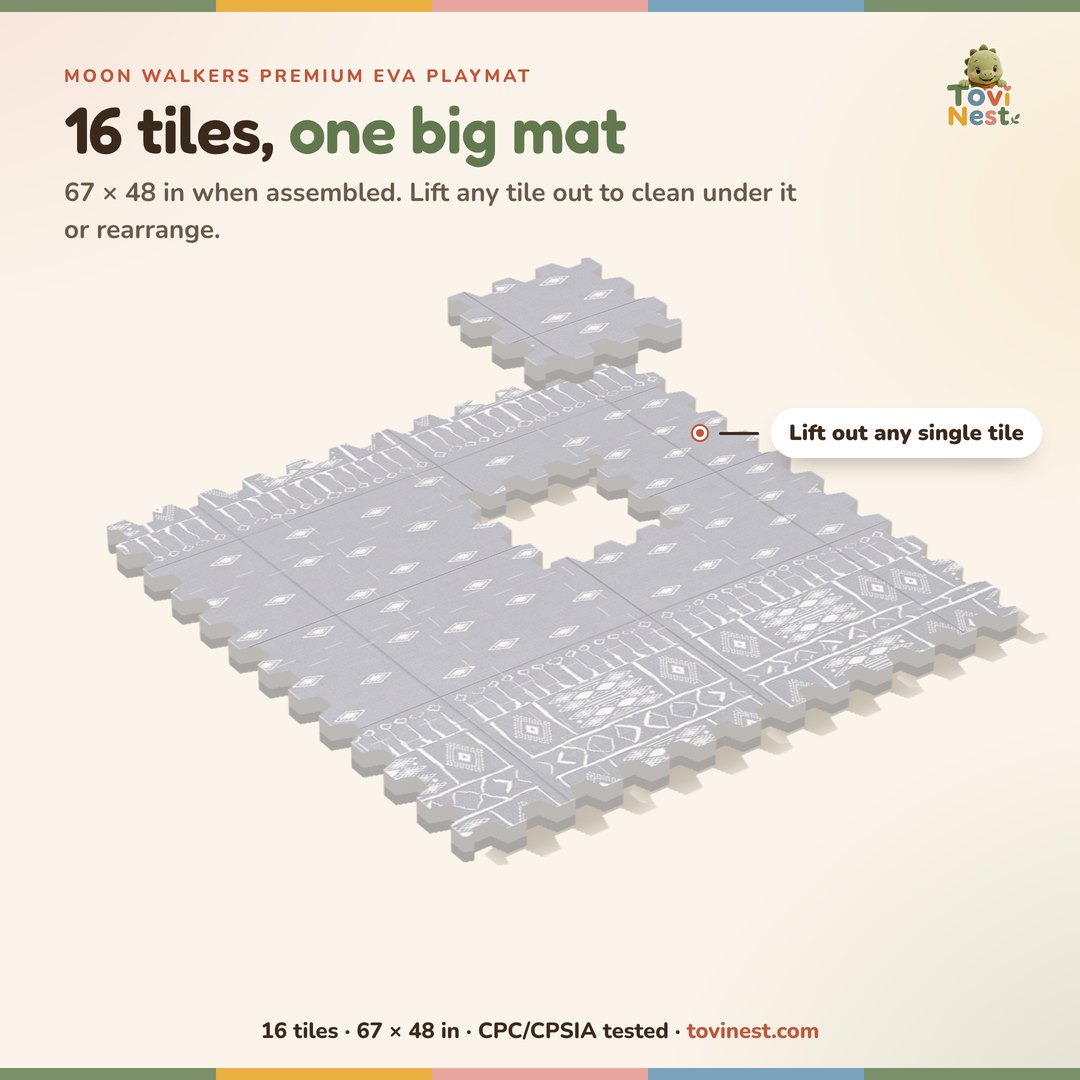 MOON WALKERS PREMIUM EVA PLAYMAT
16 tiles, one big mat
67 × 48 in when assembled. Lift any tile out to clean under it
or rearrange.
Tovi
Nest
Lift out any single tile
16 tiles · 67 × 48 in · CPC/CPSIA tested · tovinest.com